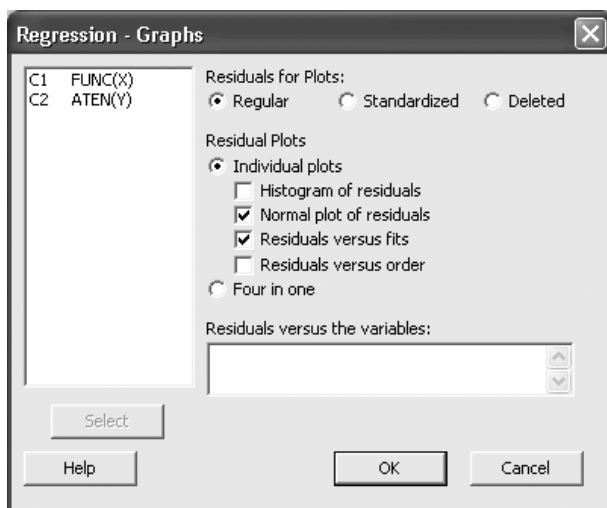 Regression - Graphs
C1 FUNC(X)
C2 ATEN(Y)
Residuals for Plots:
Regular Standardized Deleted
Residual Plots
Individual plots
Histogram of residuals
Normal plot of residuals
Residuals versus fits
Residuals versus order
Four in one
Residuals versus the variables:
Select
Help OK Cancel